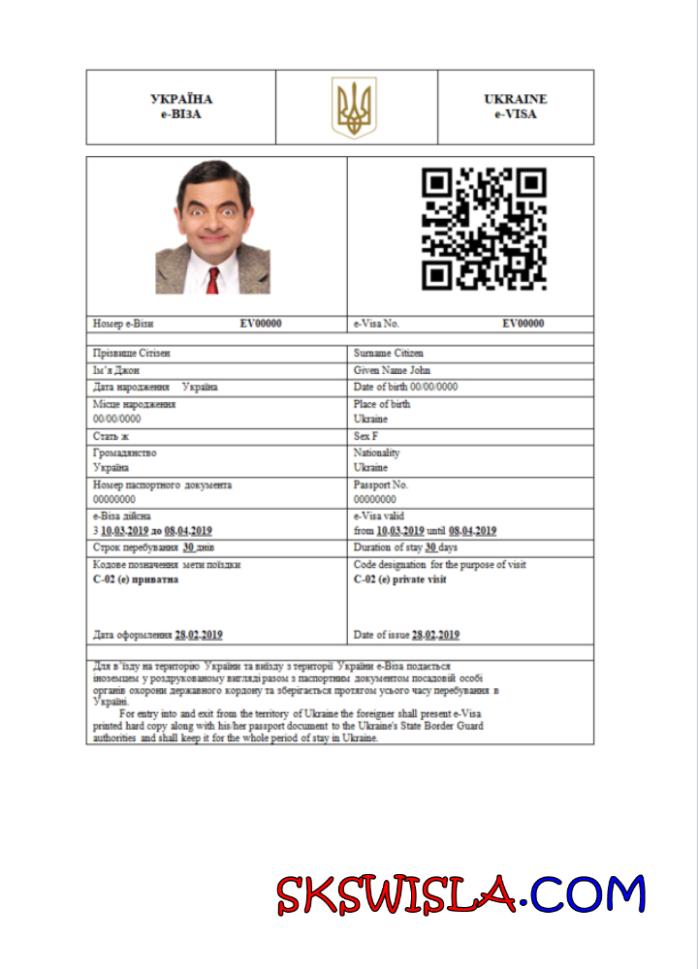 УКРАЇНА
е-ВІЗА
UKRAINE
e-VISA
Номер е-Візи EV00000
e-Visa No. EV00000
Прізвище Сітізен
Surname Citizen
Ім'я Джон
Given Name John
Дата народження Україна
Date of birth 00/00/0000
Місце народження
00/00/0000
Place of birth
Ukraine
Стать ж
Sex F
Громадянство
Україна
Nationality
Ukraine
Номер паспортного документа
00000000
Passport No.
00000000
е-Віза дійсна
З 10.03.2019 до 08.04.2019
e-Visa valid
from 10.03.2019 until 08.04.2019
Строк перебування 30 днів
Duration of stay 30 days
Кодове позначення мети поїздки
С-02 (е) приватна
Code designation for the purpose of visit
C-02 (e) private visit
Дата оформлення 28.02.2019
Date of issue 28.02.2019
Для в'їзду на територію України та виїзду з території України е-Віза подається
іноземцем у роздрукованому вигляді разом з паспортним документом посадовій особі
органів охорони державного кордону та зберігається протягом усього часу перебування в
Україні.
For entry into and exit from the territory of Ukraine the foreigner shall present e-Visa
printed hard copy along with his/her passport document to the Ukraine's State Border Guard
authorities and shall keep it for the whole period of stay in Ukraine.
SKSWISLA.COM